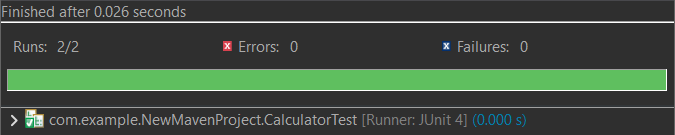 Finished after 0.026 seconds
Runs: 2/2 Errors: 0 Failures: 0
com.example.NewMavenProject.CalculatorTest [Runner: JUnit 4] (0.000 s)